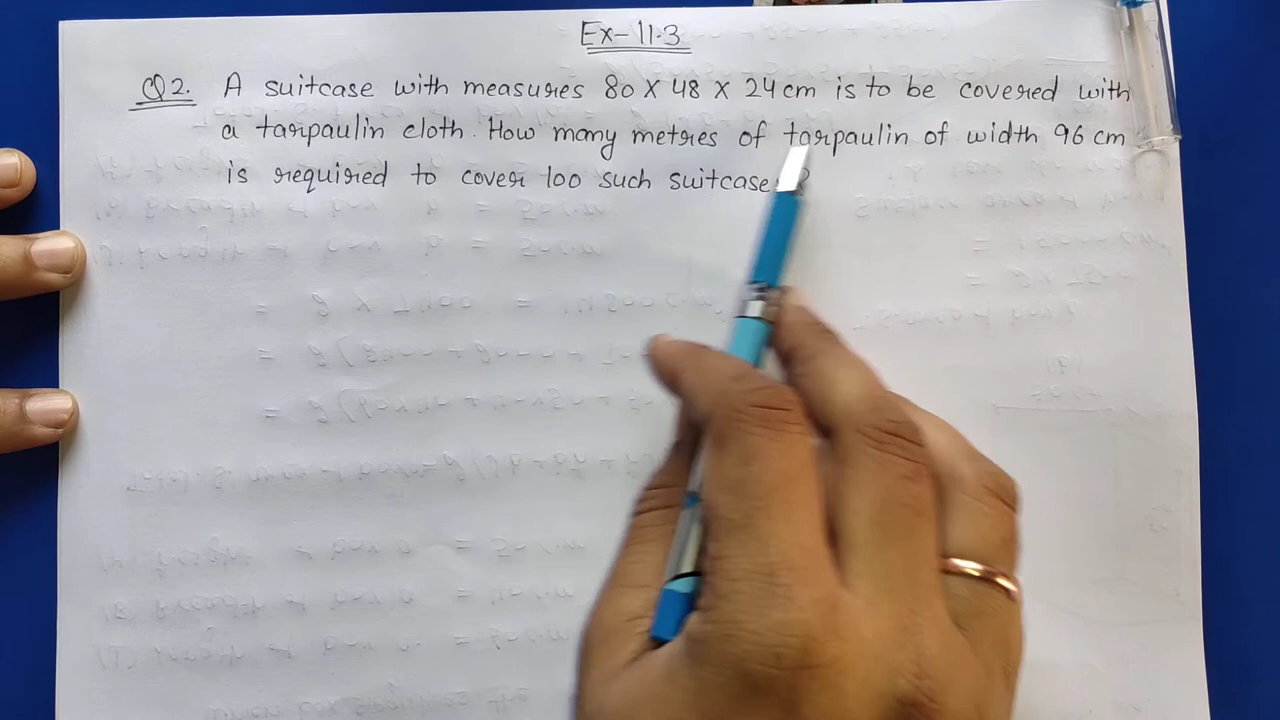 Ex-11.3
Q2. A suitcase with measures 80 X 48 X 24 cm is to be covered with
a tarpaulin cloth. How many metres of tarpaulin of width 96 cm
is required to cover 100 such suitcase